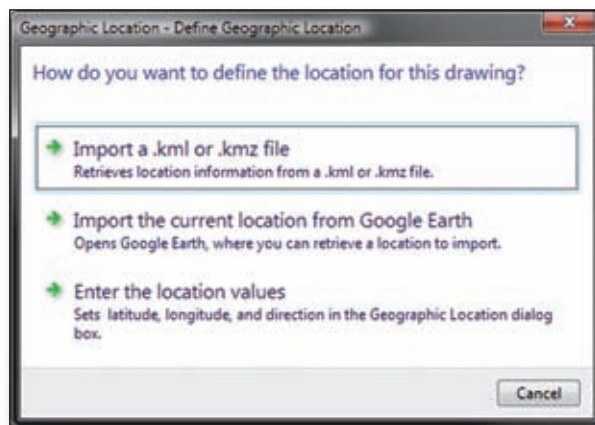 Geographic Location - Define Geographic Location
How do you want to define the location for this drawing?
Import a .kml or .kmz file
Retrieves location information from a .kml or .kmz file.
Import the current location from Google Earth
Opens Google Earth, where you can retrieve a location to import.
Enter the location values
Sets latitude, longitude, and direction in the Geographic Location dialog
box.
Cancel